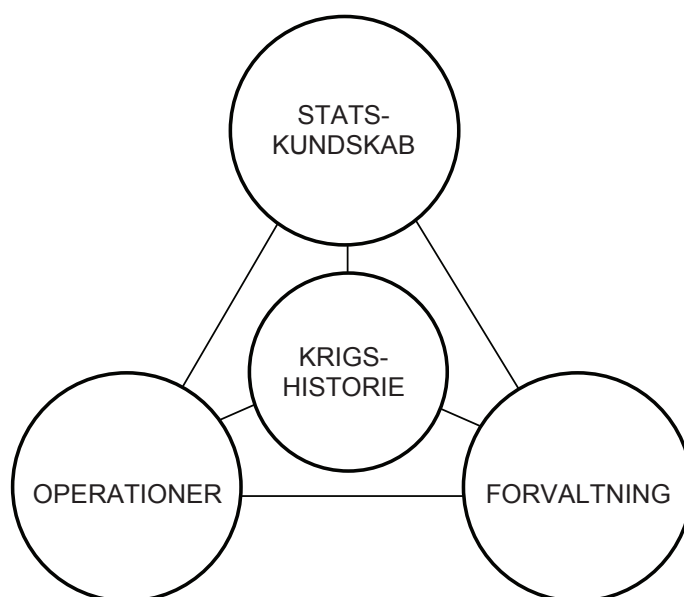 STATS-
KUNDSKAB
KRIGS-
HISTORIE
OPERATIONER
FORVALTNING